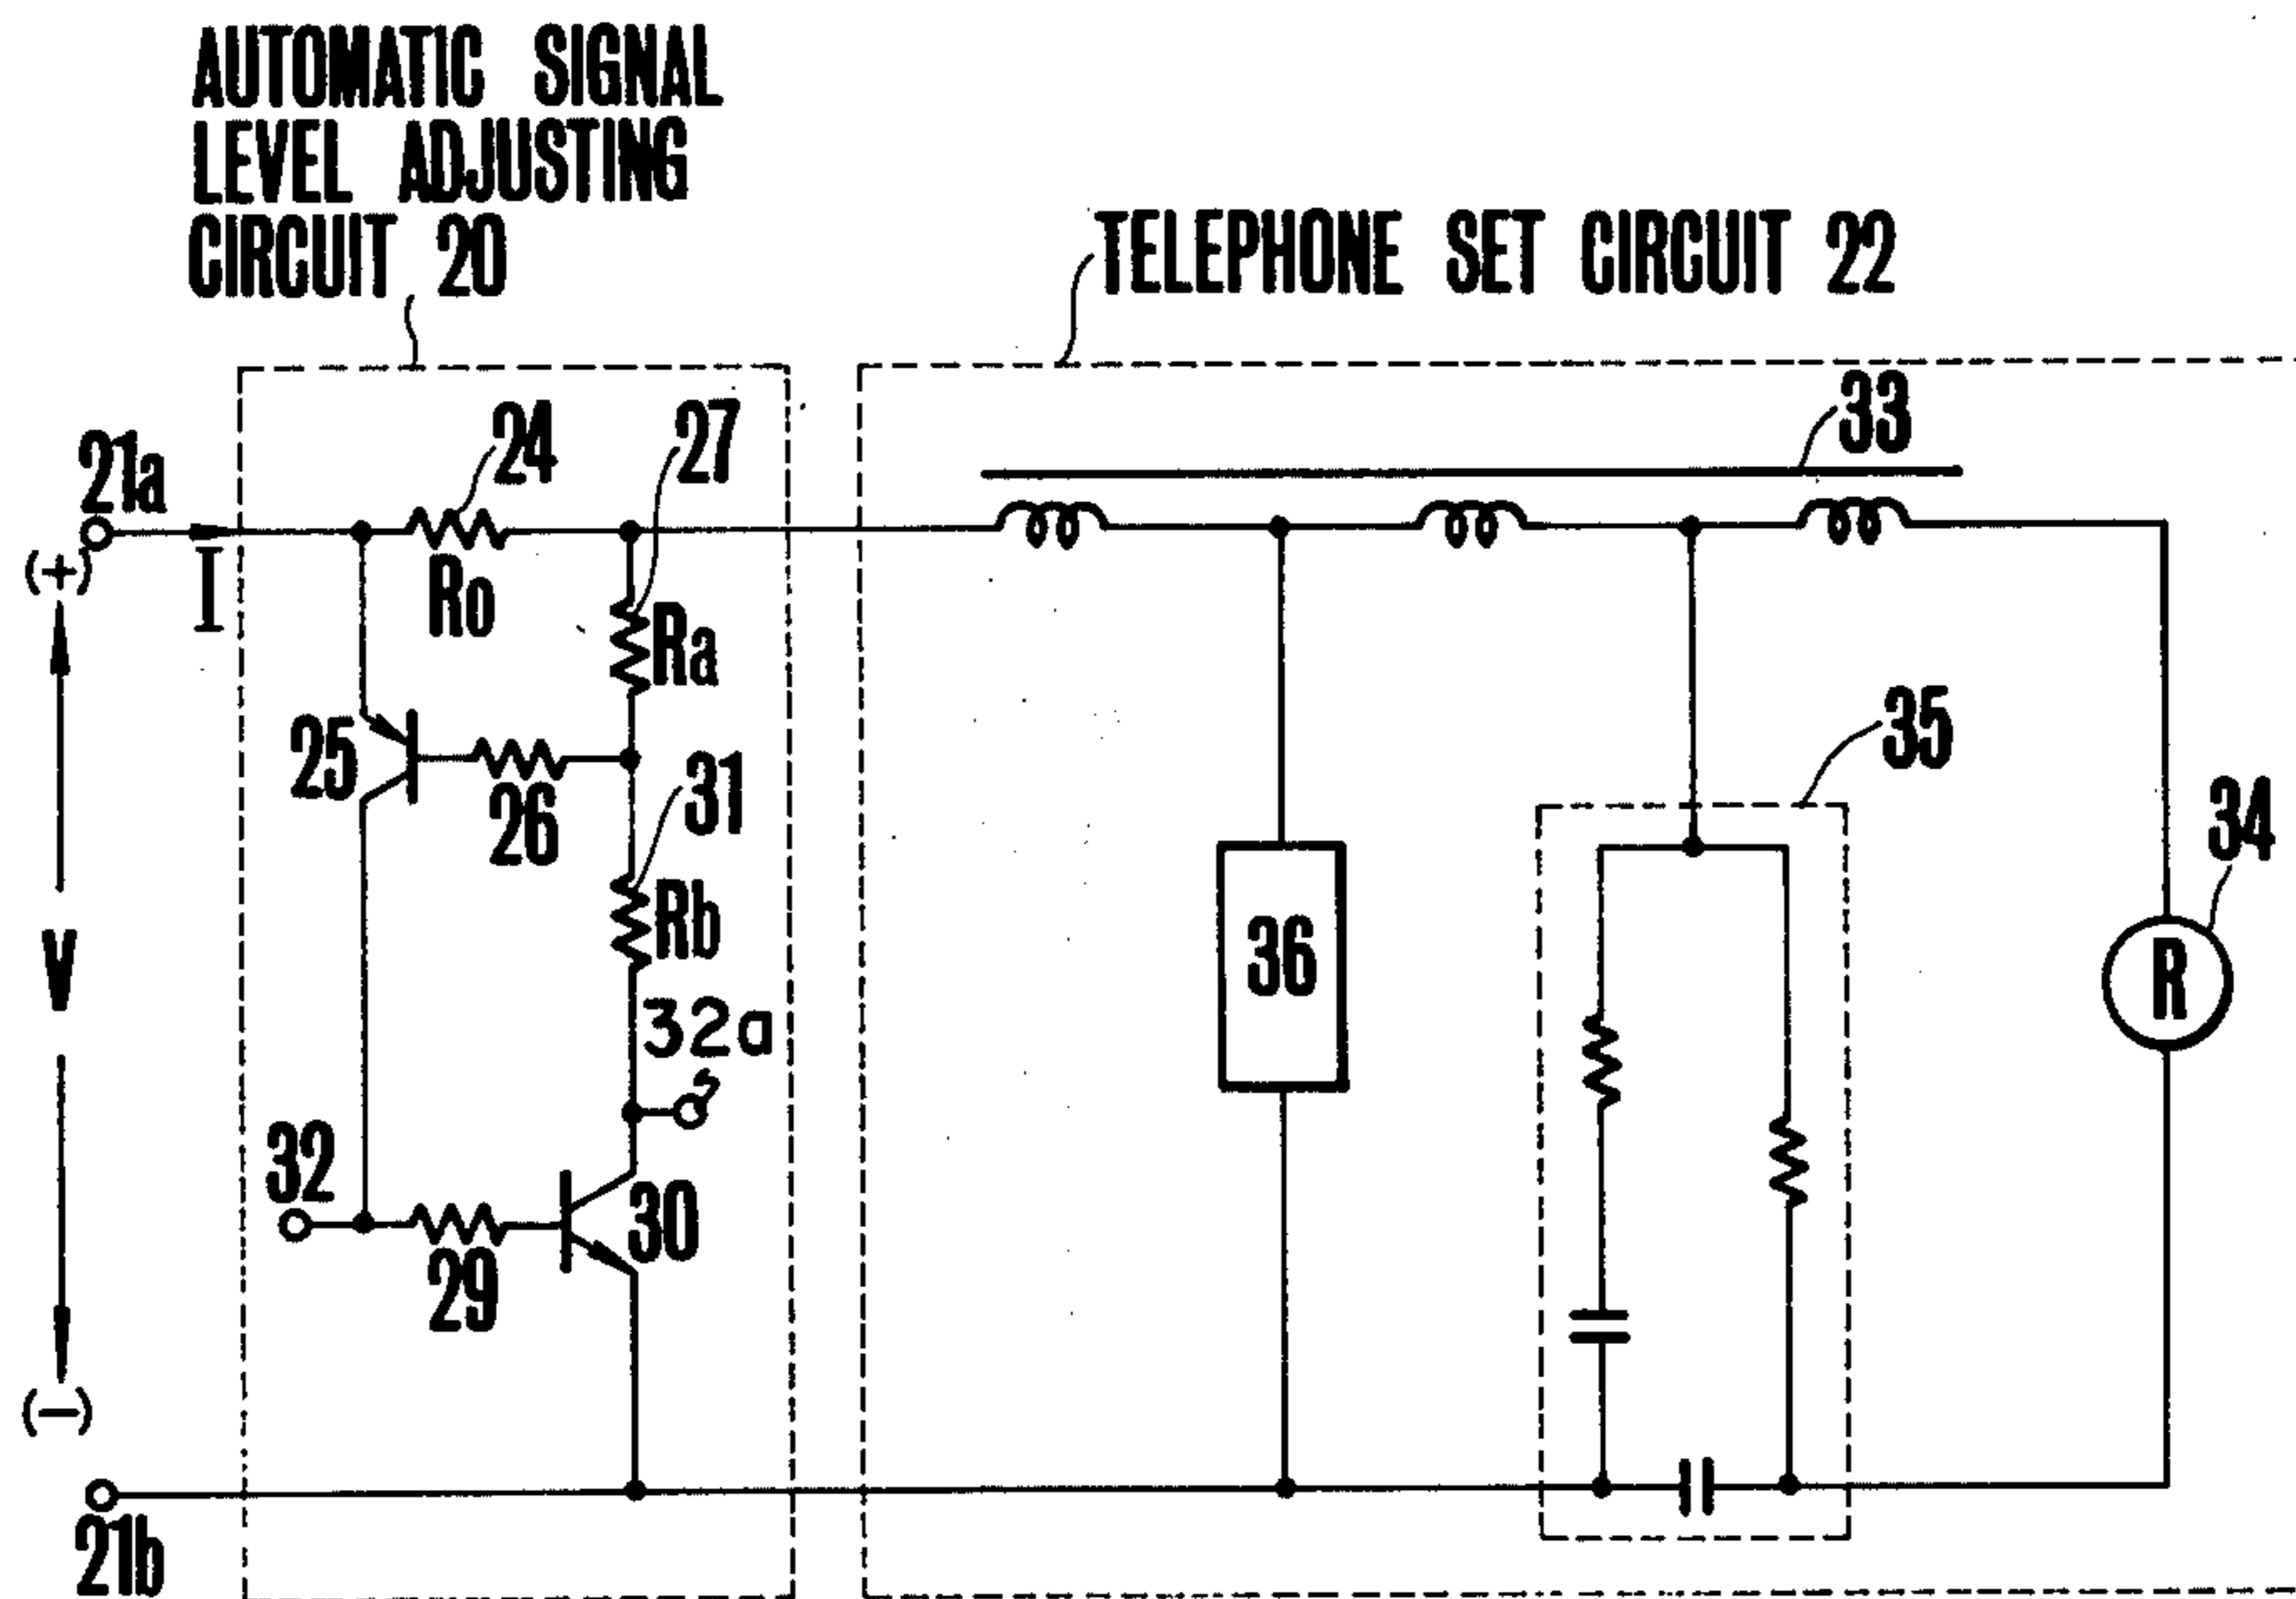 AUTOMATIC SIGNAL
LEVEL ADJUSTING
CIRCUIT 20
TELEPHONE SET CIRCUIT 22
33
24
27
21a
(+)
I
Ro
Ra
35
25
31
34
26
Rb
36
V
R
32a
32
30
29
(-)
21b